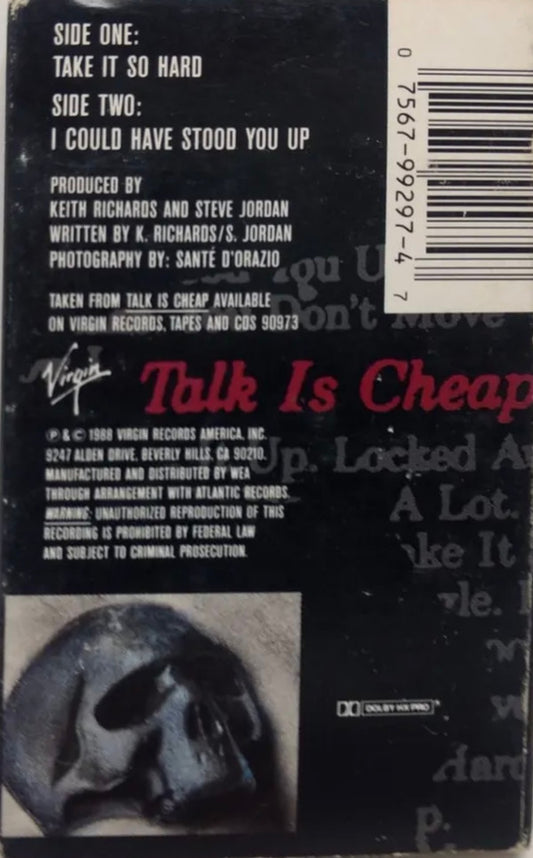 SIDE ONE:
TAKE IT SO HARD
SIDE TWO:
I COULD HAVE STOOD YOU UP
PRODUCED BY
KEITH RICHARDS AND STEVE JORDAN
WRITTEN BY K. RICHARDS/S. JORDAN
PHOTOGRAPHY BY: SANTÉ D'ORAZIO
TAKEN FROM TALK IS CHEAP AVAILABLE
ON VIRGIN RECORDS, TAPES AND CDS 90973
0 7567-99297-4 7
You U
Don't Move
Virgin
Talk Is Cheap
Ⓟ & © 1988 VIRGIN RECORDS AMERICA, INC.
9247 ALDEN DRIVE, BEVERLY HILLS, CA 90210.
MANUFACTURED AND DISTRIBUTED BY WEA
THROUGH ARRANGEMENT WITH ATLANTIC RECORDS.
WARNING: UNAUTHORIZED REPRODUCTION OF THIS
RECORDING IS PROHIBITED BY FEDERAL LAW
AND SUBJECT TO CRIMINAL PROSECUTION.
Up. Locked Aw
A Lot.
ake It
DOLBY HX PRO
Hard
p.